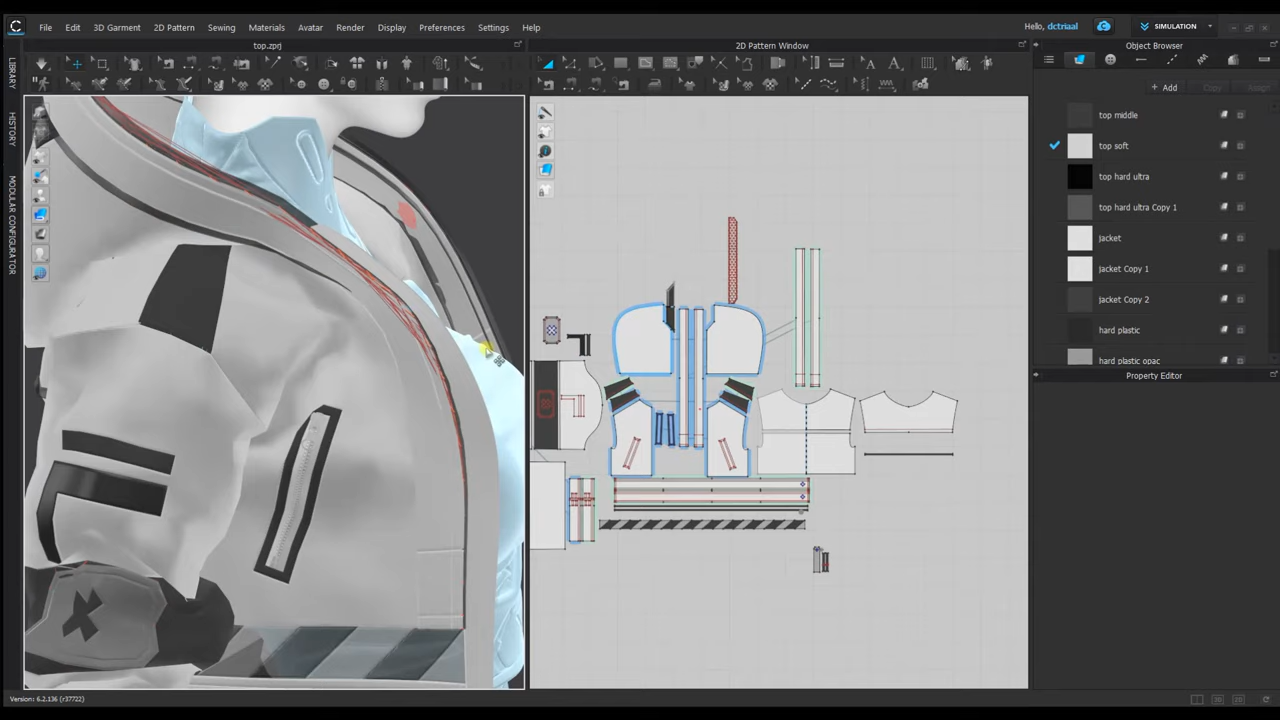 File Edit 3D Garment 2D Pattern Sewing Materials Avatar Render Display Preferences Settings Help
Hello, dctriaal
SIMULATION
top.zprj
2D Pattern Window
Object Browser
LIBRARY
HISTORY
MODULAR CONFIGURATOR
+ Add Copy Assign
top middle
top soft
top hard ultra
top hard ultra Copy 1
jacket
jacket Copy 1
jacket Copy 2
hard plastic
hard plastic opac
Property Editor
Version: 6.2.136 (r37722)